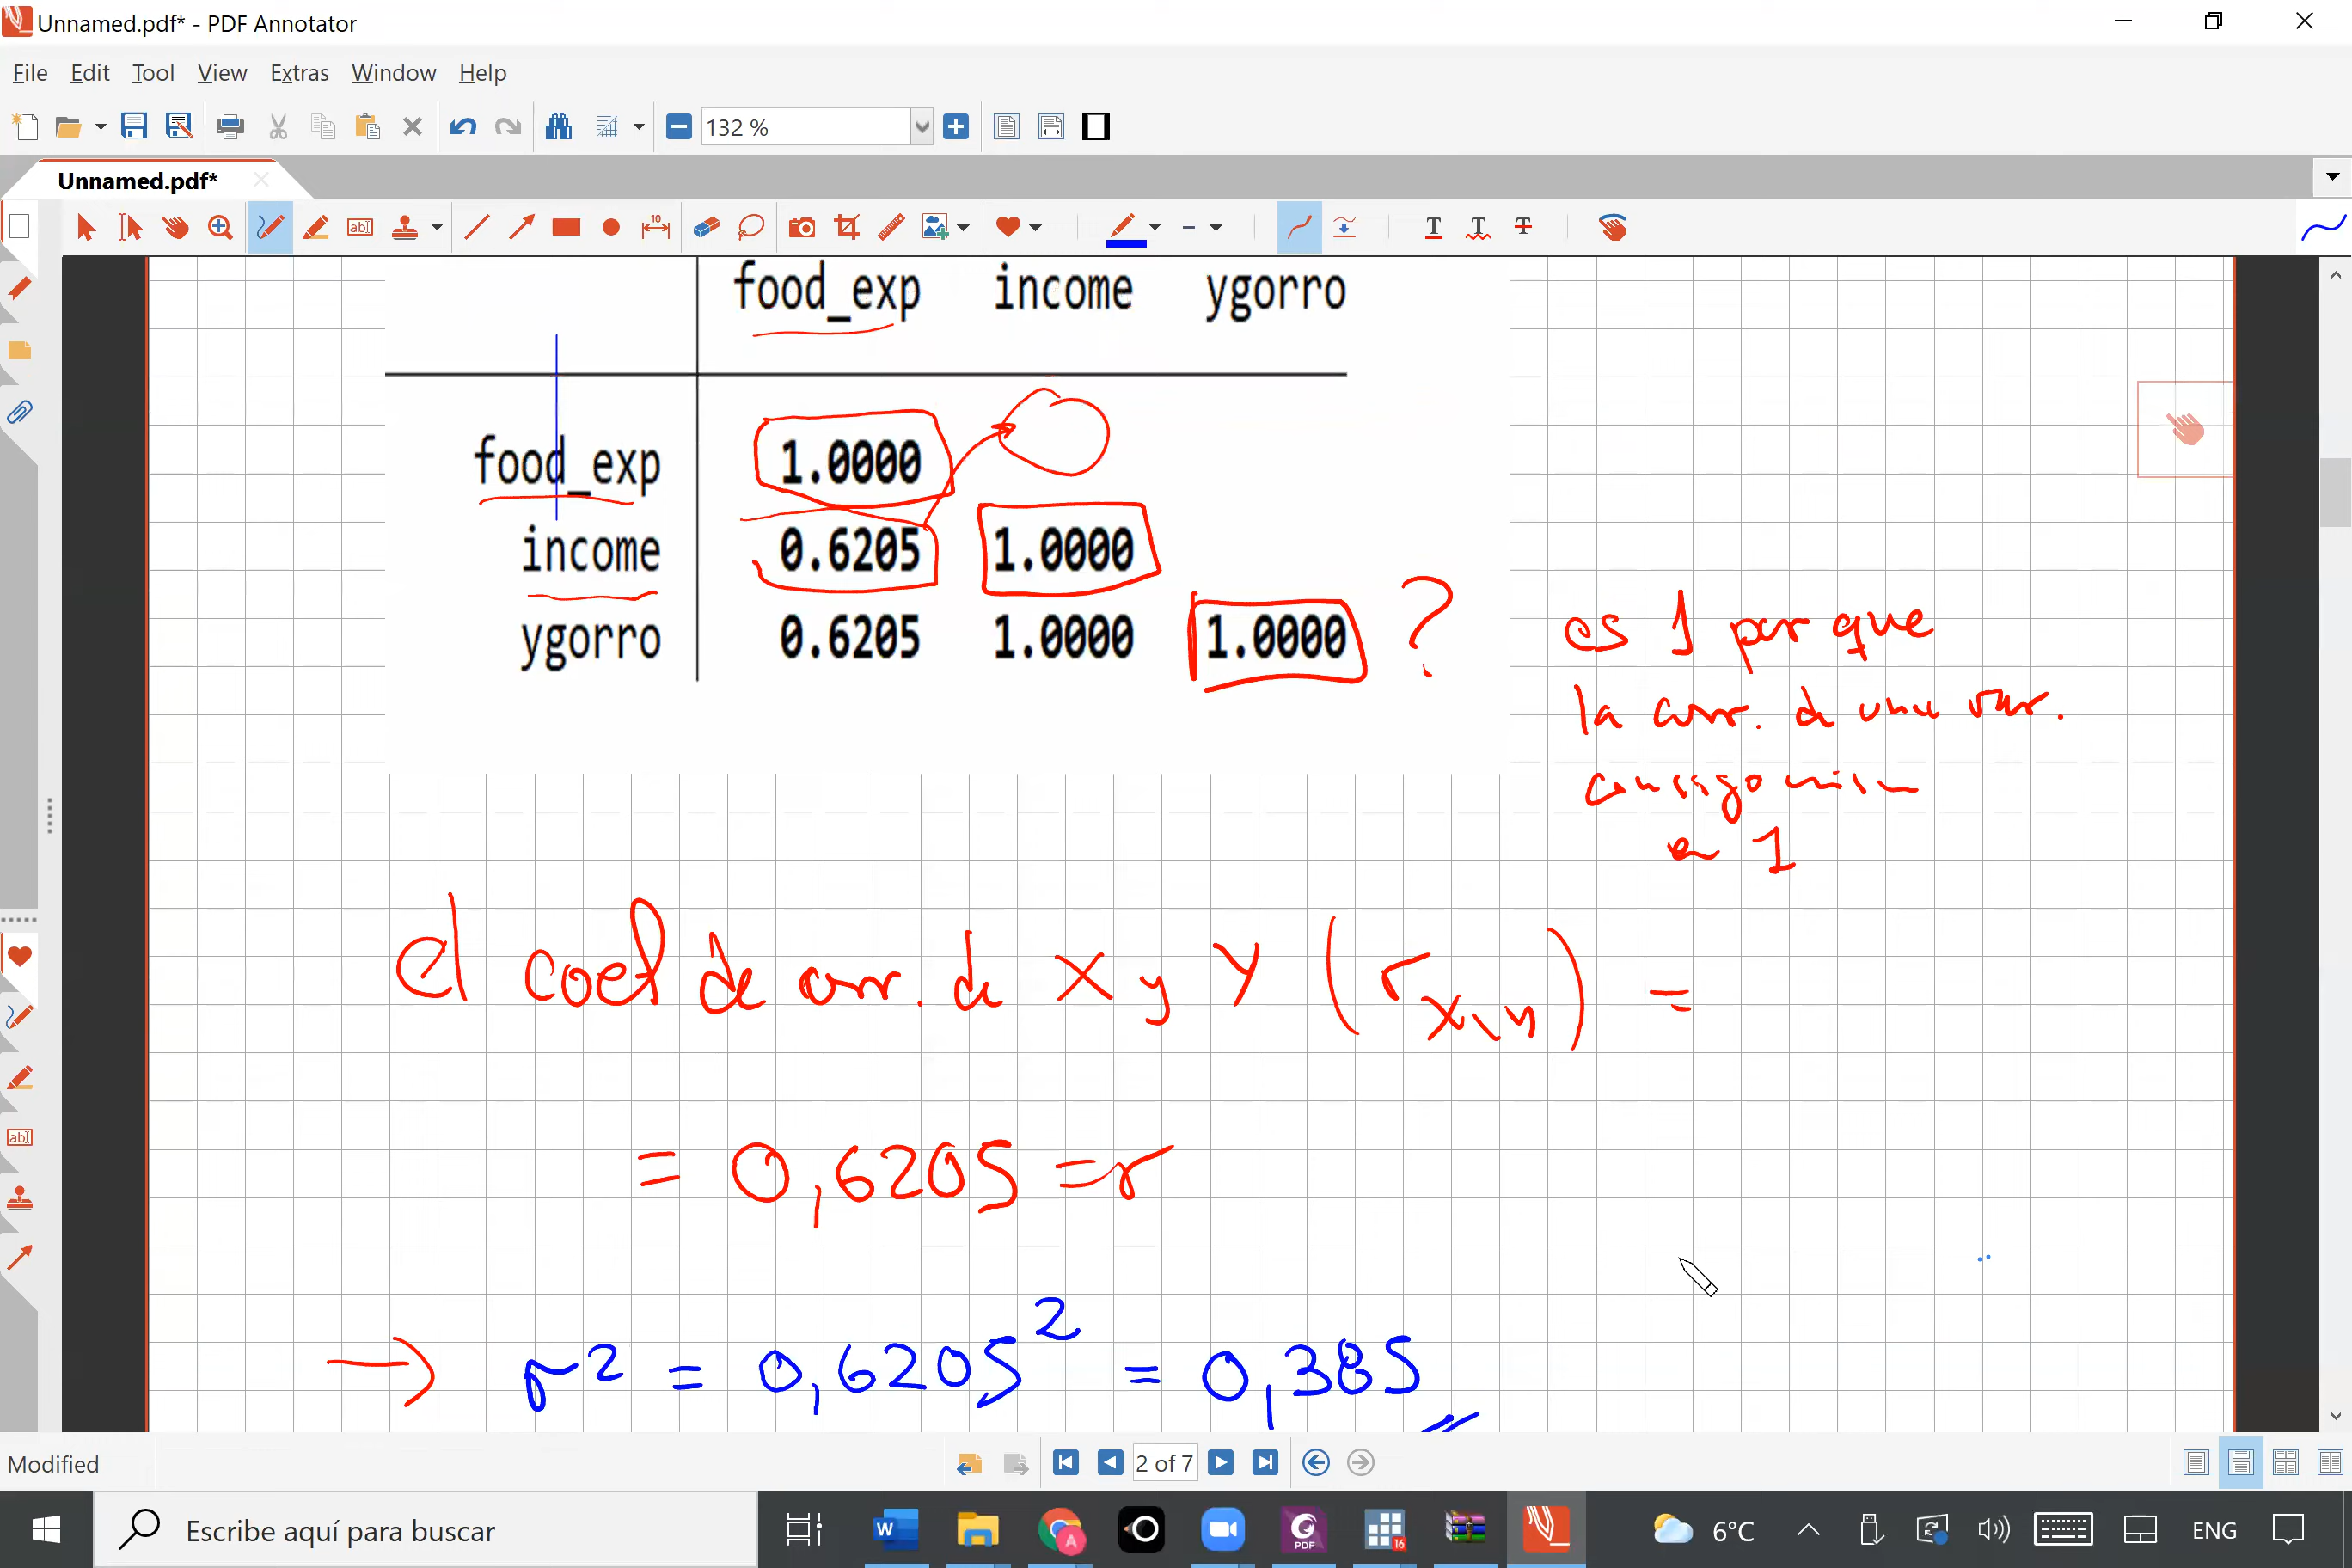 Unnamed.pdf* - PDF Annotator
File Edit Tool View Extras Window Help
132 %
Unnamed.pdf*
food_exp income ygorro
food_exp 1.0000
income 0.6205 1.0000
ygorro 0.6205 1.0000 1.0000 ?
es 1 por que
la corr. de una var.
consigo mism
es 1
el coef de corr. de X y Y (r x,y) =
= 0,6205 = r
→ r² = 0,6205² = 0,385
Modified
2 of 7
Escribe aquí para buscar
6°C
ENG